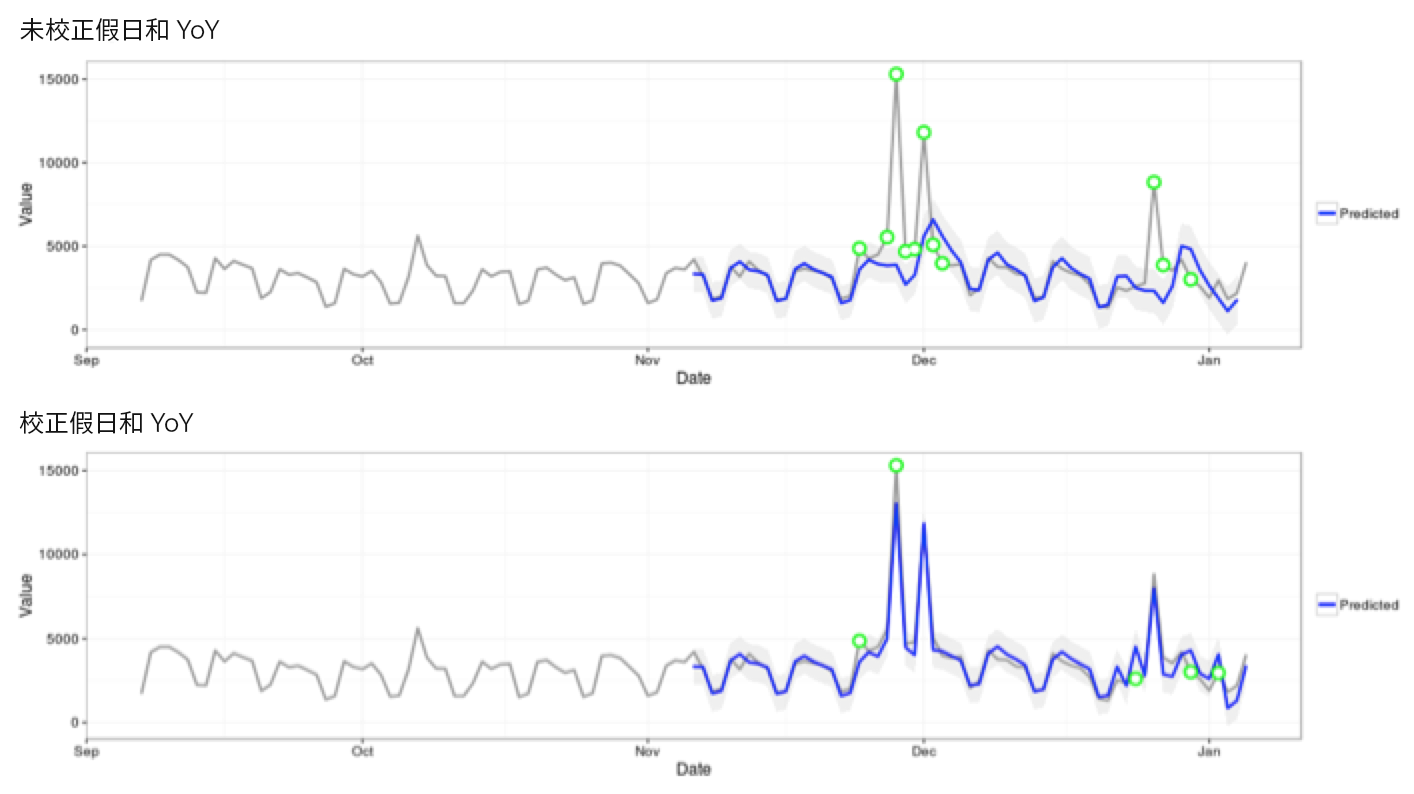 未校正假日和 YoY
15000
10000
5000
0
Value
Sep
Oct
Nov
Dec
Jan
Date
Predicted
校正假日和 YoY
15000
10000
5000
0
Value
Sep
Oct
Nov
Dec
Jan
Date
Predicted